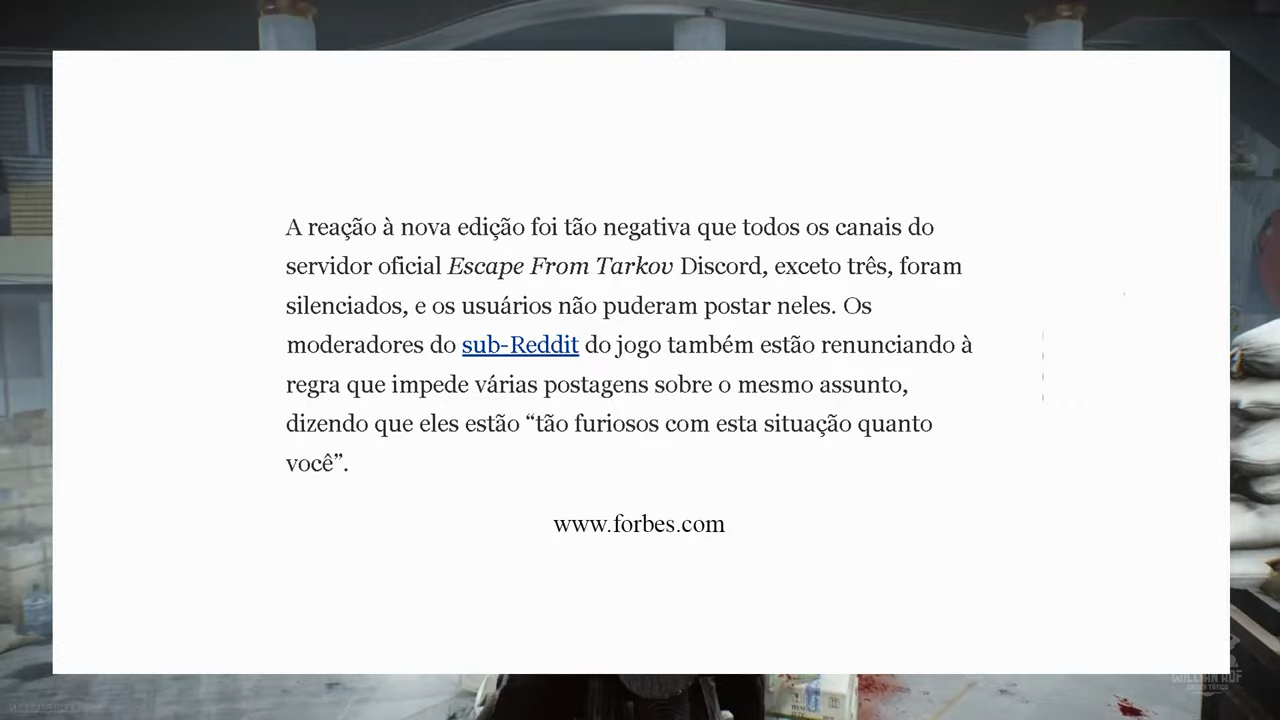 A reação à nova edição foi tão negativa que todos os canais do
servidor oficial Escape From Tarkov Discord, exceto três, foram
silenciados, e os usuários não puderam postar neles. Os
moderadores do sub-Reddit do jogo também estão renunciando à
regra que impede várias postagens sobre o mesmo assunto,
dizendo que eles estão “tão furiosos com esta situação quanto
você”.
www.forbes.com